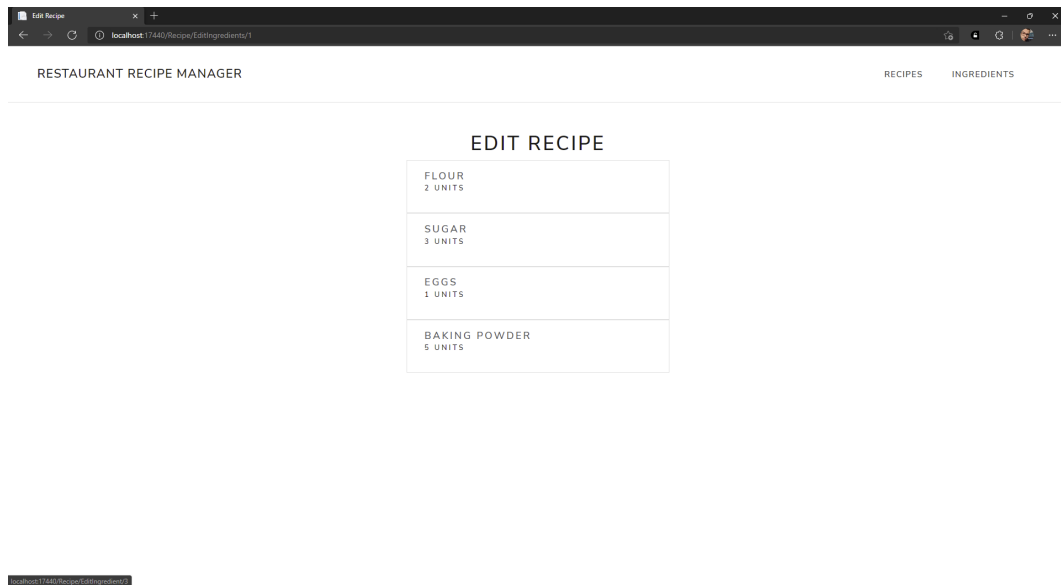 Edit Recipe
localhost:17440/Recipe/EditIngredients/1
RESTAURANT RECIPE MANAGER
RECIPES INGREDIENTS
EDIT RECIPE
FLOUR
2 UNITS
SUGAR
3 UNITS
EGGS
1 UNITS
BAKING POWDER
5 UNITS
localhost:17440/Recipe/EditIngredient/3